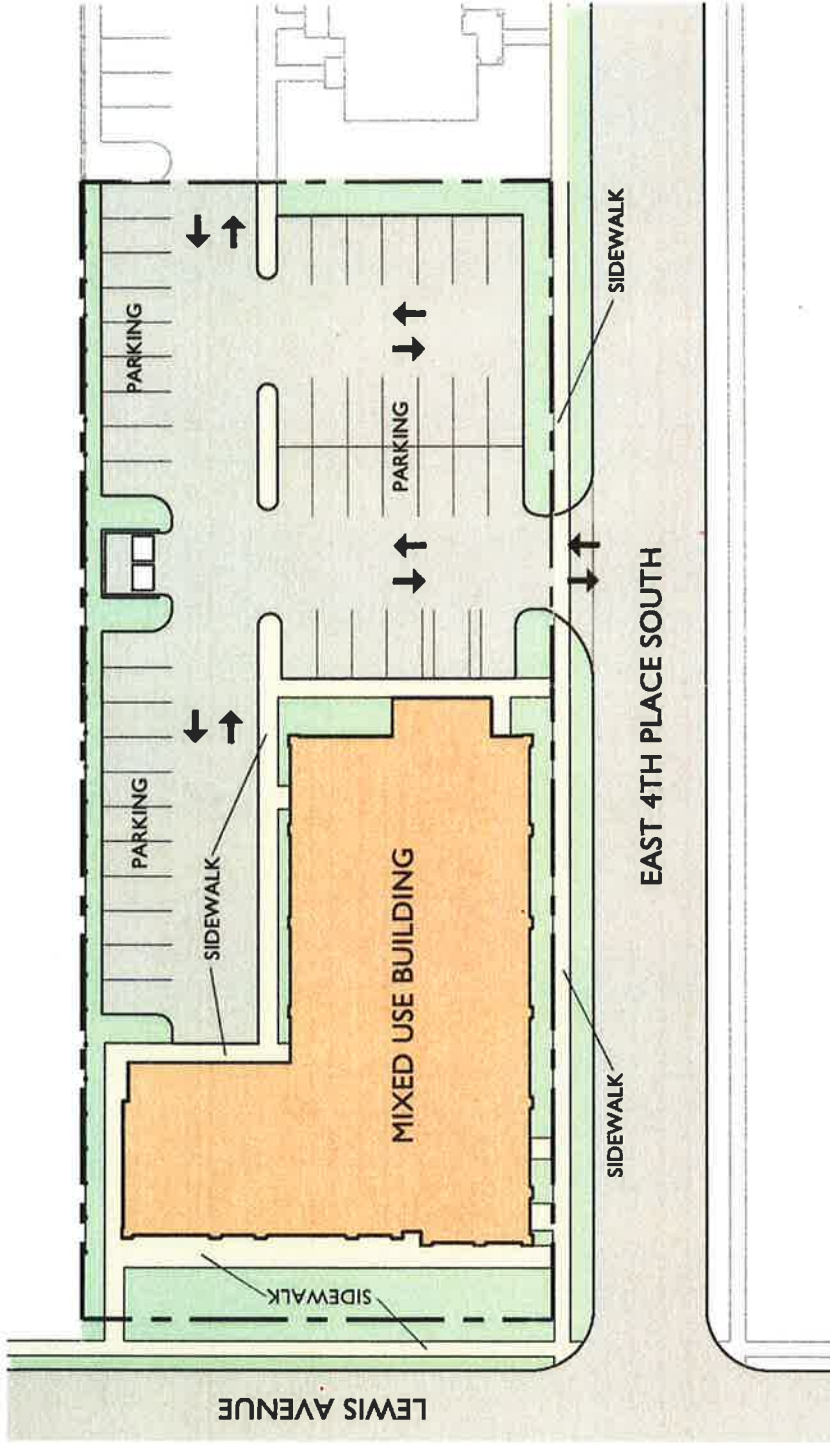 PARKING
PARKING
PARKING
SIDEWALK
SIDEWALK
MIXED USE BUILDING
SIDEWALK
SIDEWALK
EAST 4TH PLACE SOUTH
LEWIS AVENUE